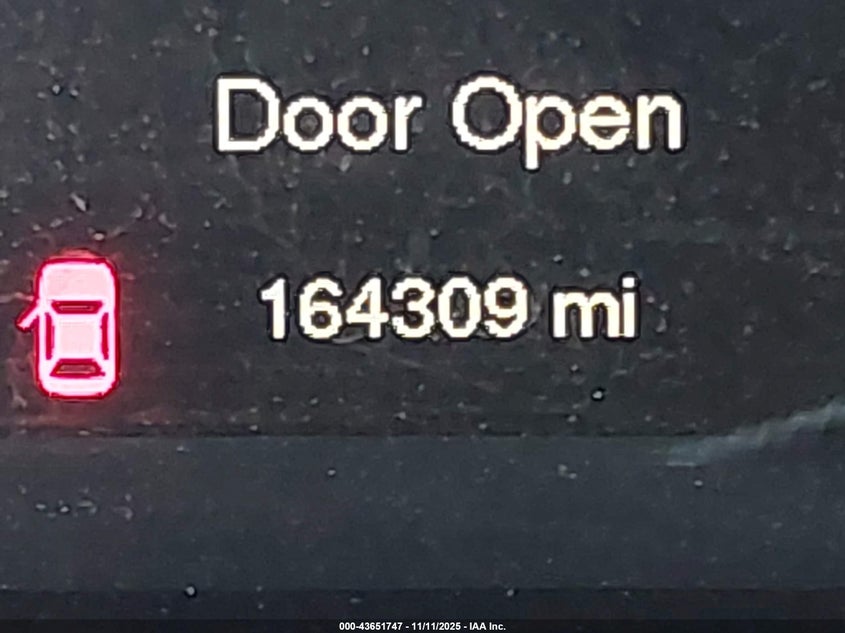 Door Open
164309 mi
000-43651747 - 11/11/2025 - IAA Inc.